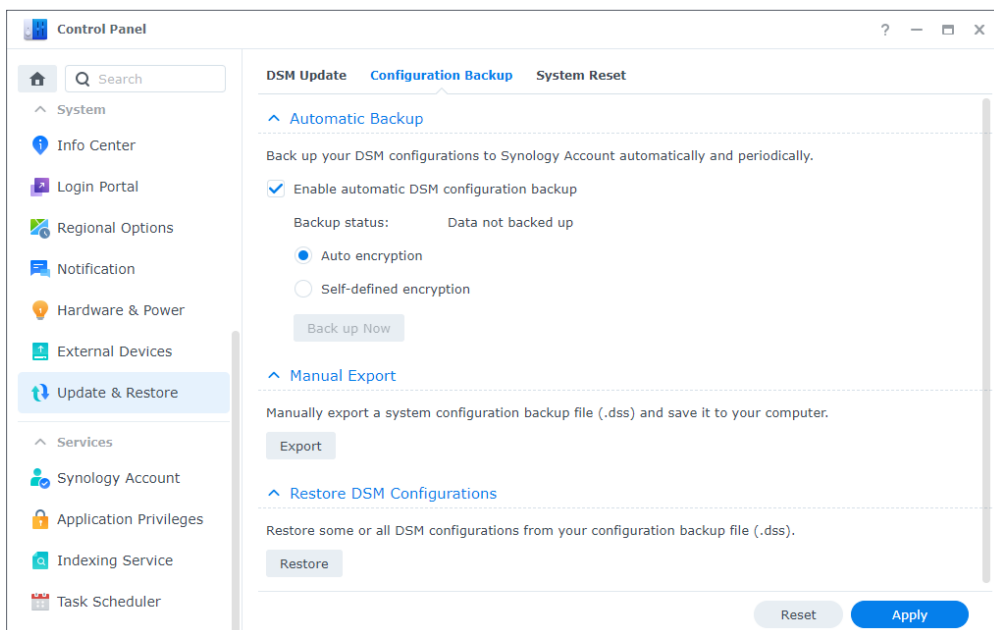 Control Panel
?
Search
System
Info Center
Login Portal
Regional Options
Notification
Hardware & Power
External Devices
Update & Restore
Services
Synology Account
Application Privileges
Indexing Service
Task Scheduler
DSM Update Configuration Backup System Reset
Automatic Backup
Back up your DSM configurations to Synology Account automatically and periodically.
Enable automatic DSM configuration backup
Backup status: Data not backed up
Auto encryption
Self-defined encryption
Back up Now
Manual Export
Manually export a system configuration backup file (.dss) and save it to your computer.
Export
Restore DSM Configurations
Restore some or all DSM configurations from your configuration backup file (.dss).
Restore
Reset Apply